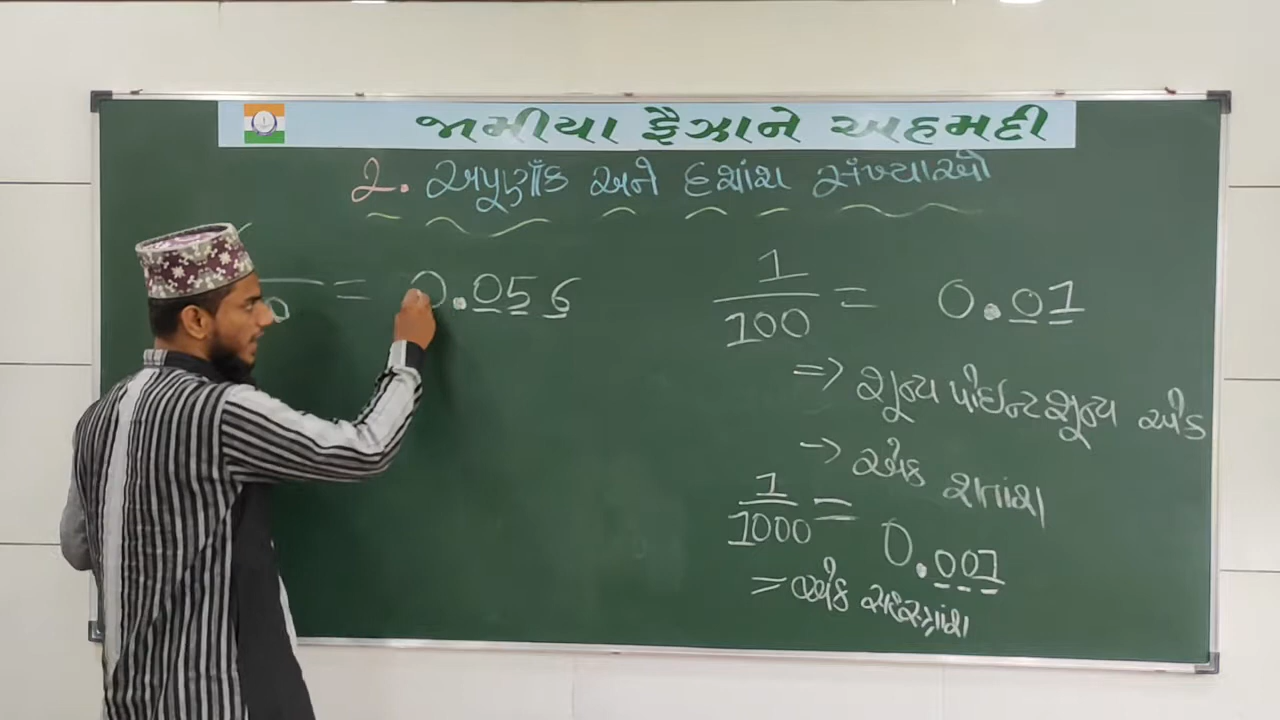 જામીયા ફૈઝાને અહમદી
2. અપૂર્ણાંક અને દશાંશ સંખ્યાઓ
= 0.056
1/100 = 0.01
=> શૂન્ય પોઈન્ટ શૂન્ય એક
-> એક શતાંશ
1/1000 = 0.001
= એક સહસ્ત્રાંશ